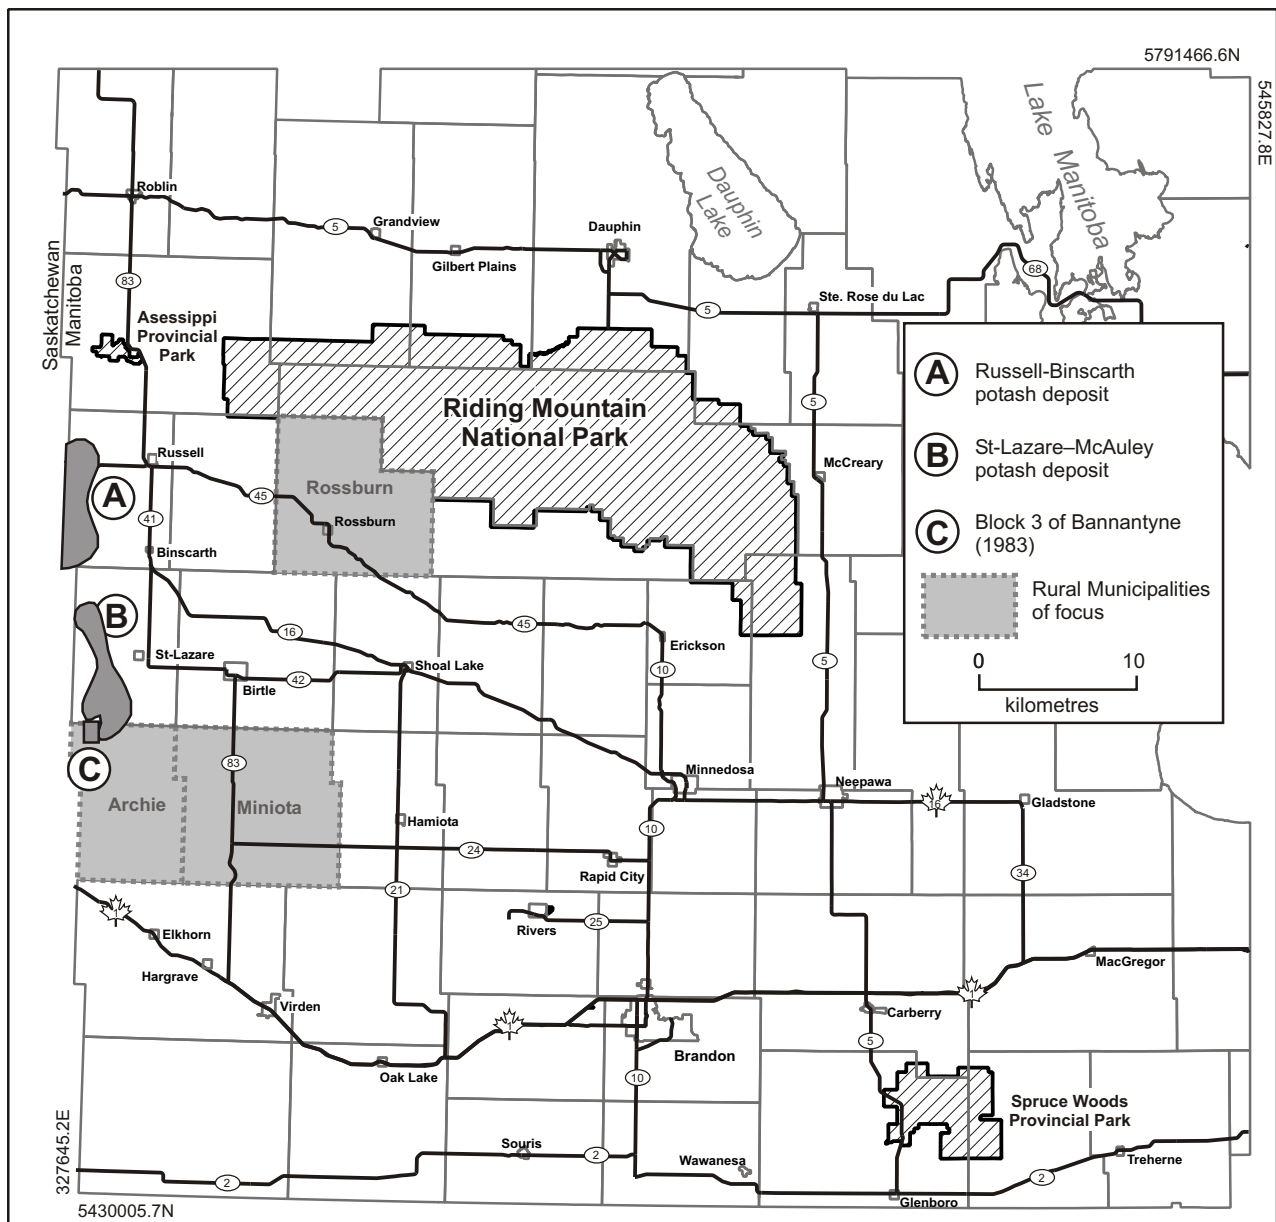 5791466.6N
545827.8E
Lake Manitoba
Dauphin
Lake
Roblin
Grandview
5
Dauphin
Gilbert Plains
68
Saskatchewan
Manitoba
83
Ste. Rose du Lac
5
Asessippi
Provincial
Park
A
Russell-Binscarth
potash deposit
Riding Mountain
National Park
5
B
St-Lazare–McAuley
potash deposit
Russell
McCreary
A
Rossburn
45
41
Rossburn
C
Block 3 of Bannantyne
(1983)
Binscarth
Rural Municipalities
of focus
B
16
45
Erickson
St-Lazare
Shoal Lake
10
5
0
10
kilometres
Birtle
42
C
83
Minnedosa
Neepawa
16
Gladstone
Archie
Miniota
Hamiota
10
24
Rapid City
34
21
1
Elkhorn
Rivers
25
Hargrave
MacGregor
1
Virden
1
Carberry
5
Brandon
Oak Lake
10
Spruce Woods
Provincial Park
327645.2E
Souris
2
Wawanesa
Treherne
2
2
Glenboro
5430005.7N